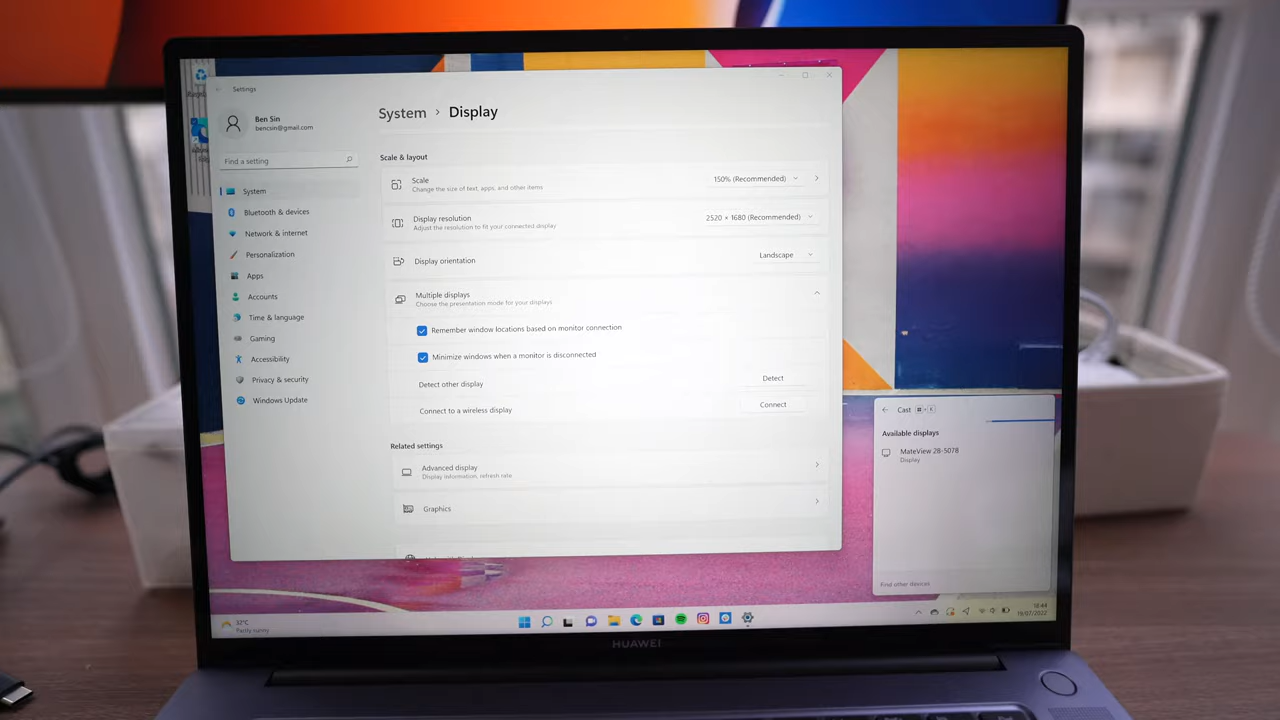 Settings
Ben Sin
bencsin@gmail.com
Find a setting
System
Bluetooth & devices
Network & internet
Personalization
Apps
Accounts
Time & language
Gaming
Accessibility
Privacy & security
Windows Update
System › Display
Scale & layout
Scale
Change the size of text, apps, and other items
150% (Recommended)
Display resolution
Adjust the resolution to fit your connected display
2520 × 1680 (Recommended)
Display orientation
Landscape
Multiple displays
Choose the presentation mode for your displays
Remember window locations based on monitor connection
Minimize windows when a monitor is disconnected
Detect other display
Detect
Connect to a wireless display
Connect
Related settings
Advanced display
Display information, refresh rate
Graphics
Cast
+ K
Available displays
MateView 28-5078
Display
Find other devices
32°C
Partly sunny
18:44
19/07/2022
HUAWEI